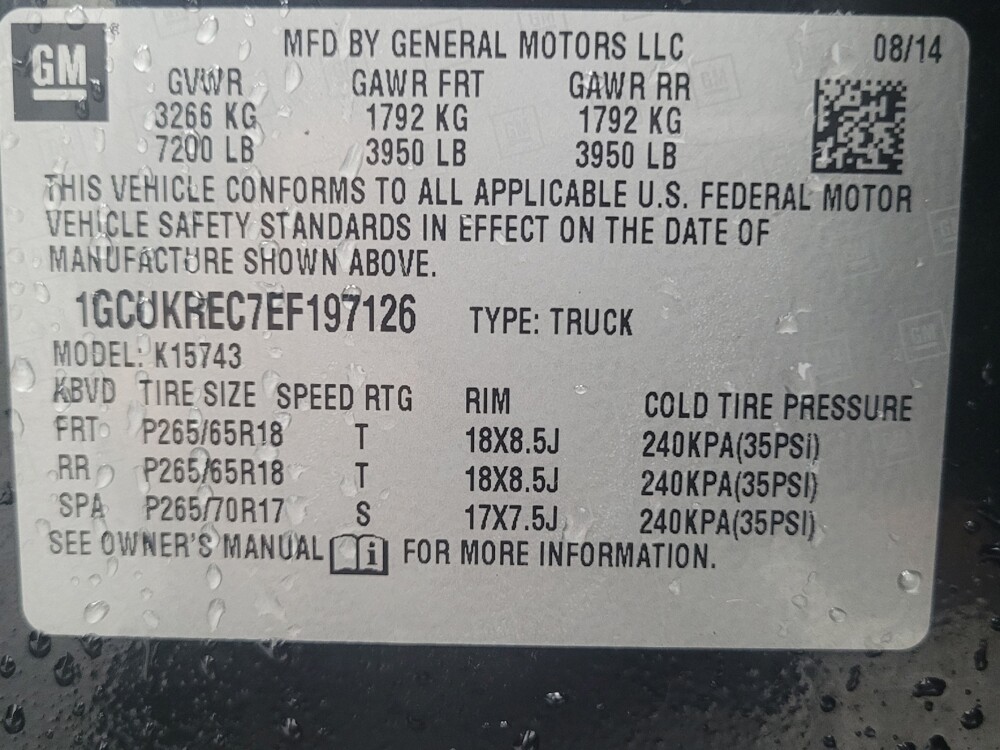 GM
MFD BY GENERAL MOTORS LLC 08/14
GVWR GAWR FRT GAWR RR
3266 KG 1792 KG 1792 KG
7200 LB 3950 LB 3950 LB
THIS VEHICLE CONFORMS TO ALL APPLICABLE U.S. FEDERAL MOTOR
VEHICLE SAFETY STANDARDS IN EFFECT ON THE DATE OF
MANUFACTURE SHOWN ABOVE.
1GCUKREC7EF197126 TYPE: TRUCK
MODEL: K15743
KBVD TIRE SIZE SPEED RTG RIM COLD TIRE PRESSURE
FRT P265/65R18 T 18X8.5J 240KPA(35PSI)
RR P265/65R18 T 18X8.5J 240KPA(35PSI)
SPA P265/70R17 S 17X7.5J 240KPA(35PSI)
SEE OWNER'S MANUAL i FOR MORE INFORMATION.